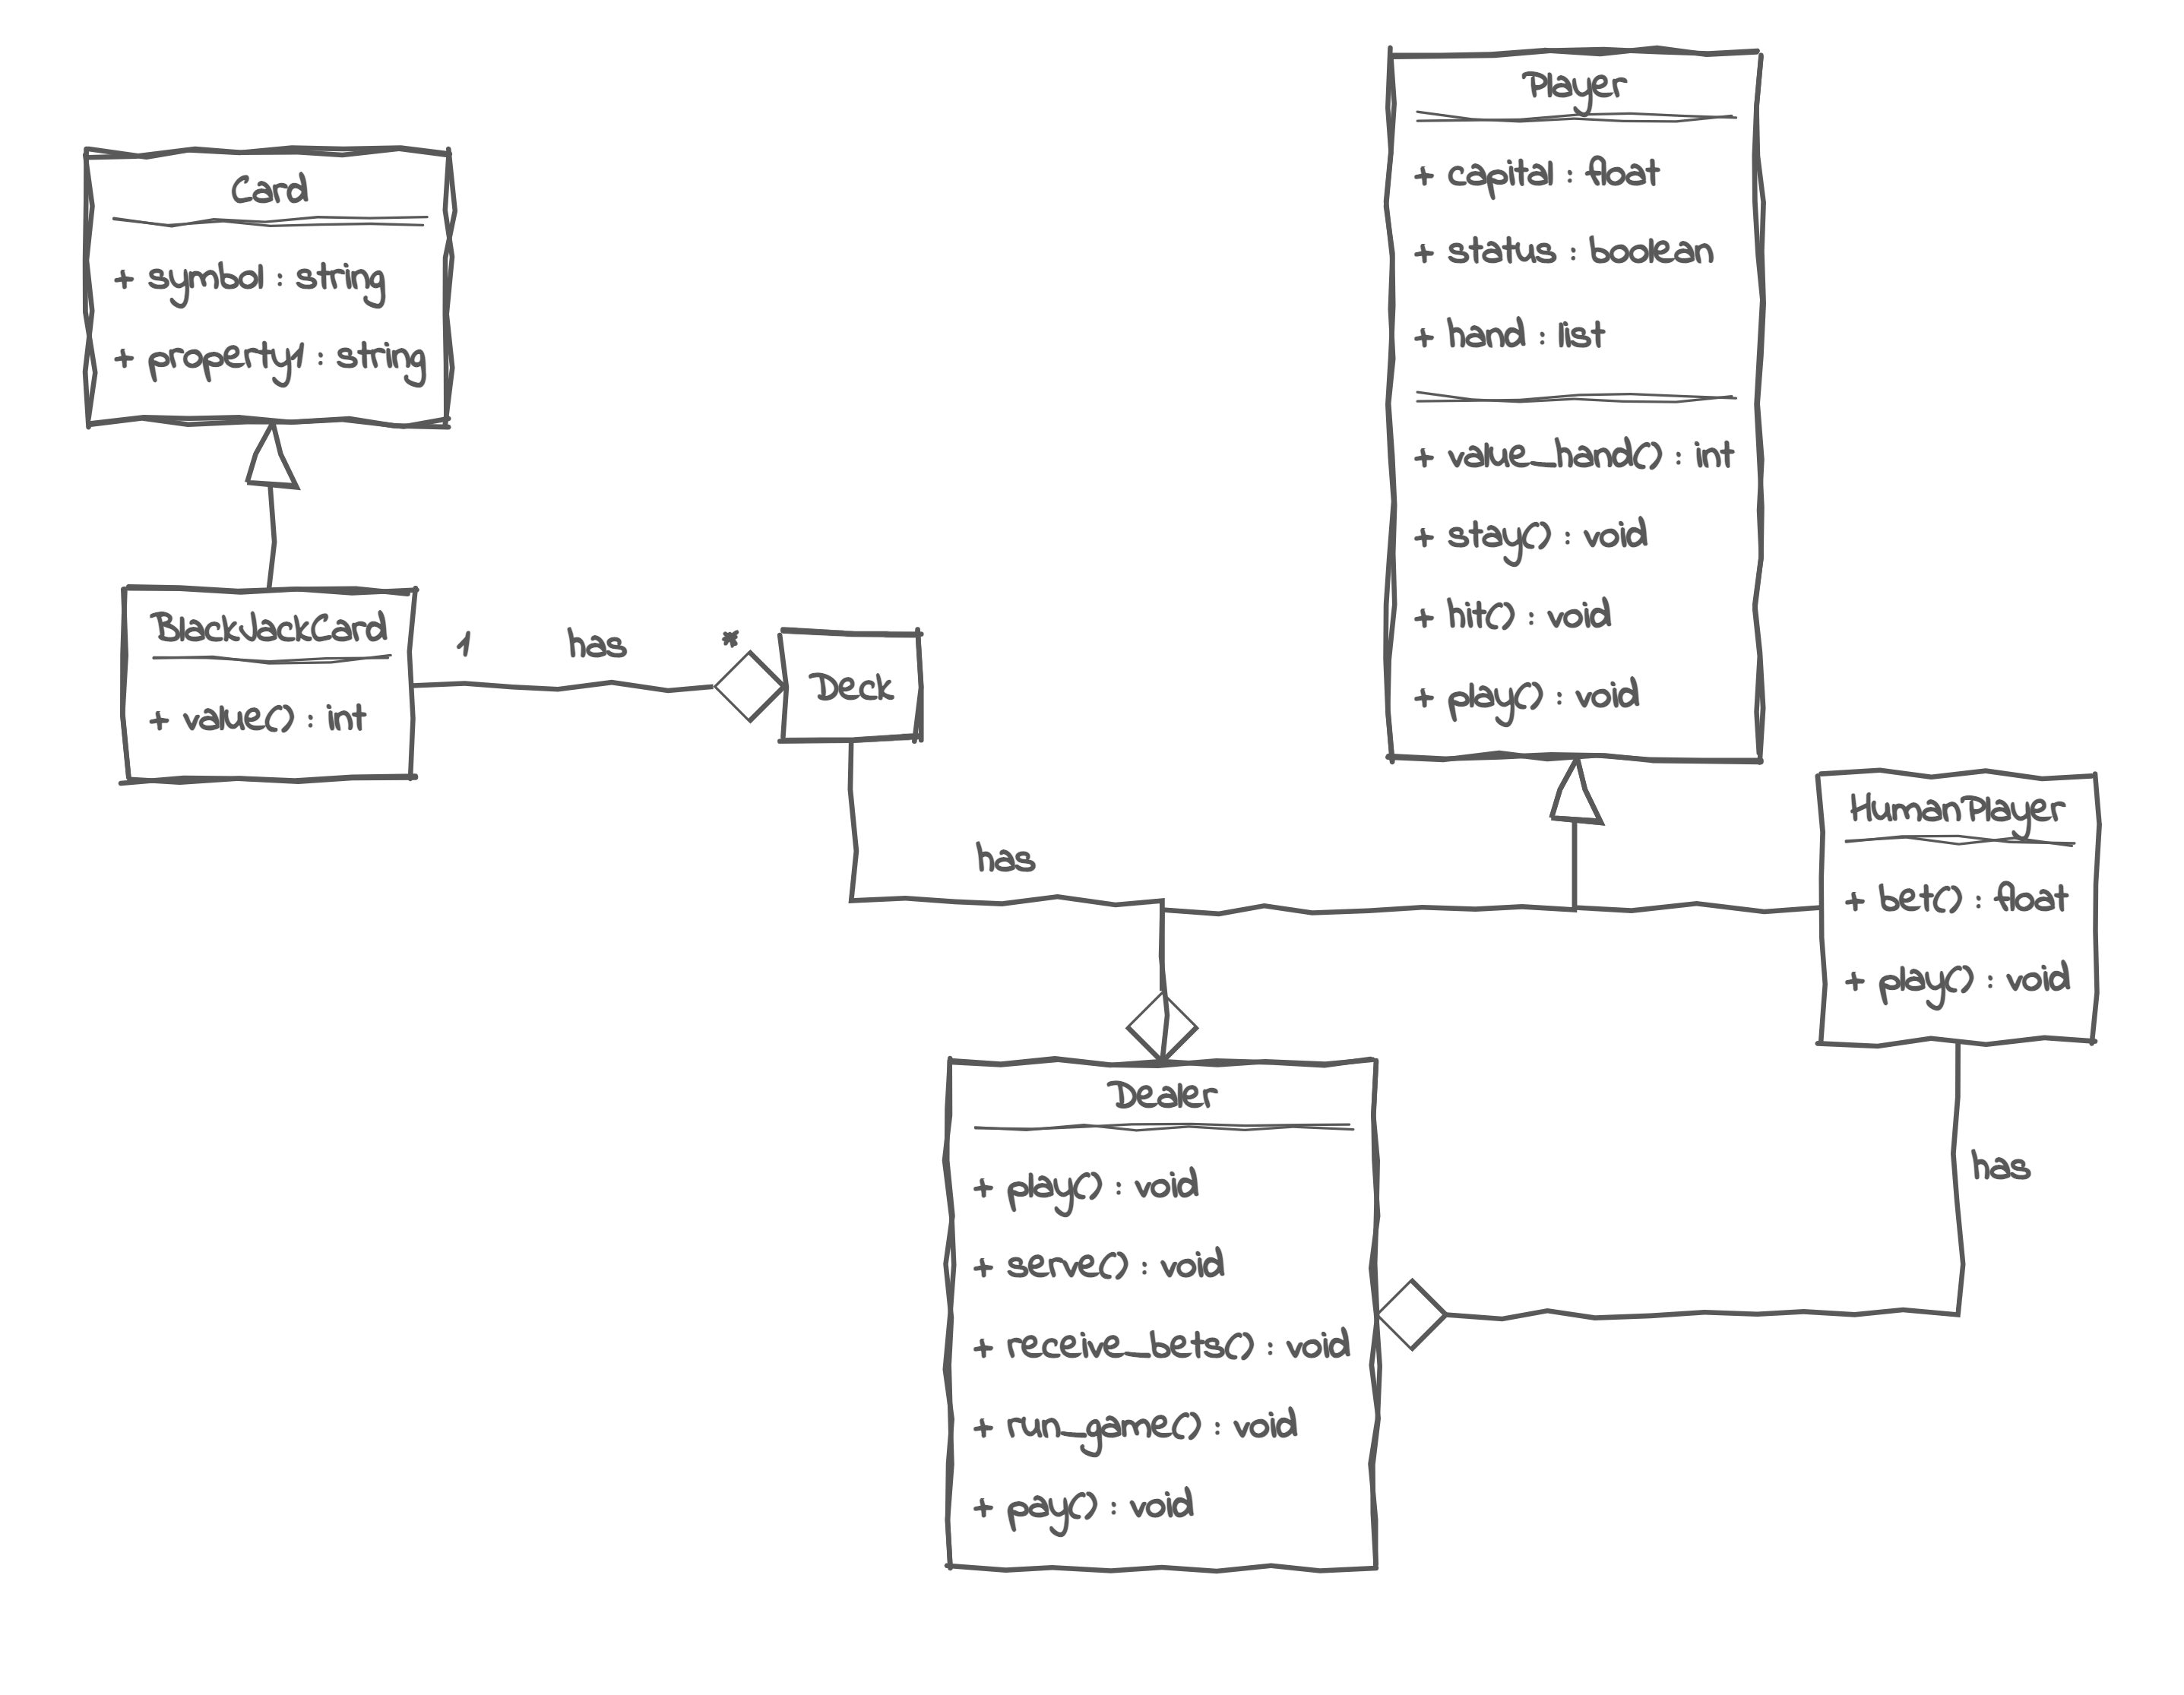 Card
+ symbol : string
+ property1 : string
BlackJackCard
+ value() : int
1
has
*
Deck
has
Player
+ capital : float
+ status : boolean
+ hand : list
+ value_hand() : int
+ stay() : void
+ hit() : void
+ play() : void
HumanPlayer
+ bet() : float
+ play() : void
has
Dealer
+ play() : void
+ serve() : void
+ receive_bets() : void
+ run_game() : void
+ pay() : void